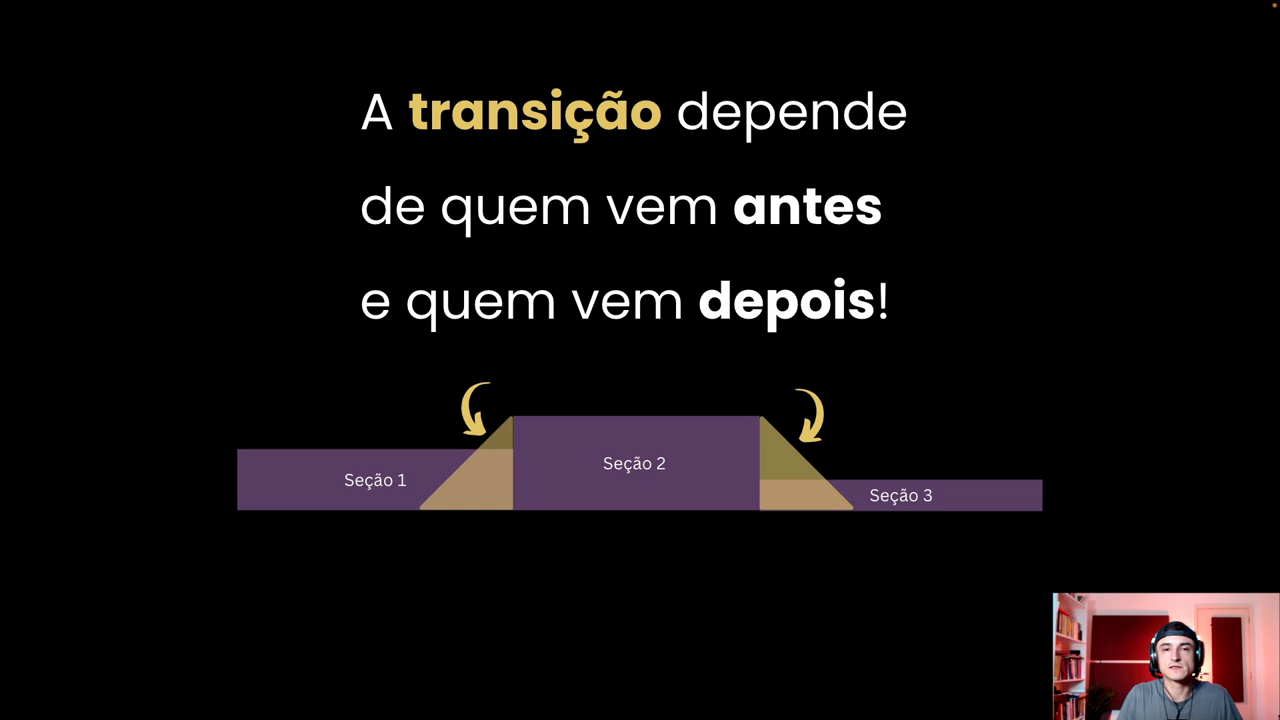 A transição depende
de quem vem antes
e quem vem depois!
Seção 1
Seção 2
Seção 3